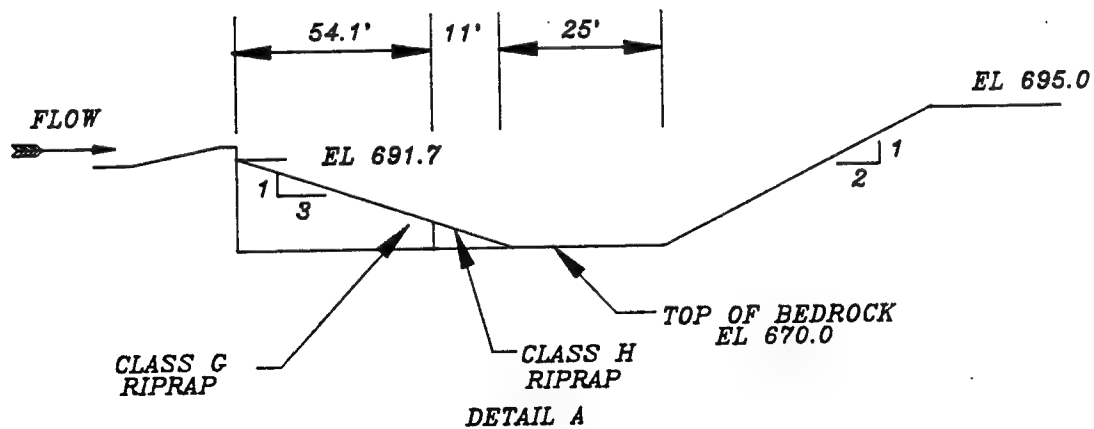 54.1'
11'
25'
EL 695.0
FLOW
EL 691.7
1
3
1
2
TOP OF BEDROCK
EL 670.0
CLASS G
RIPRAP
CLASS H
RIPRAP
DETAIL A